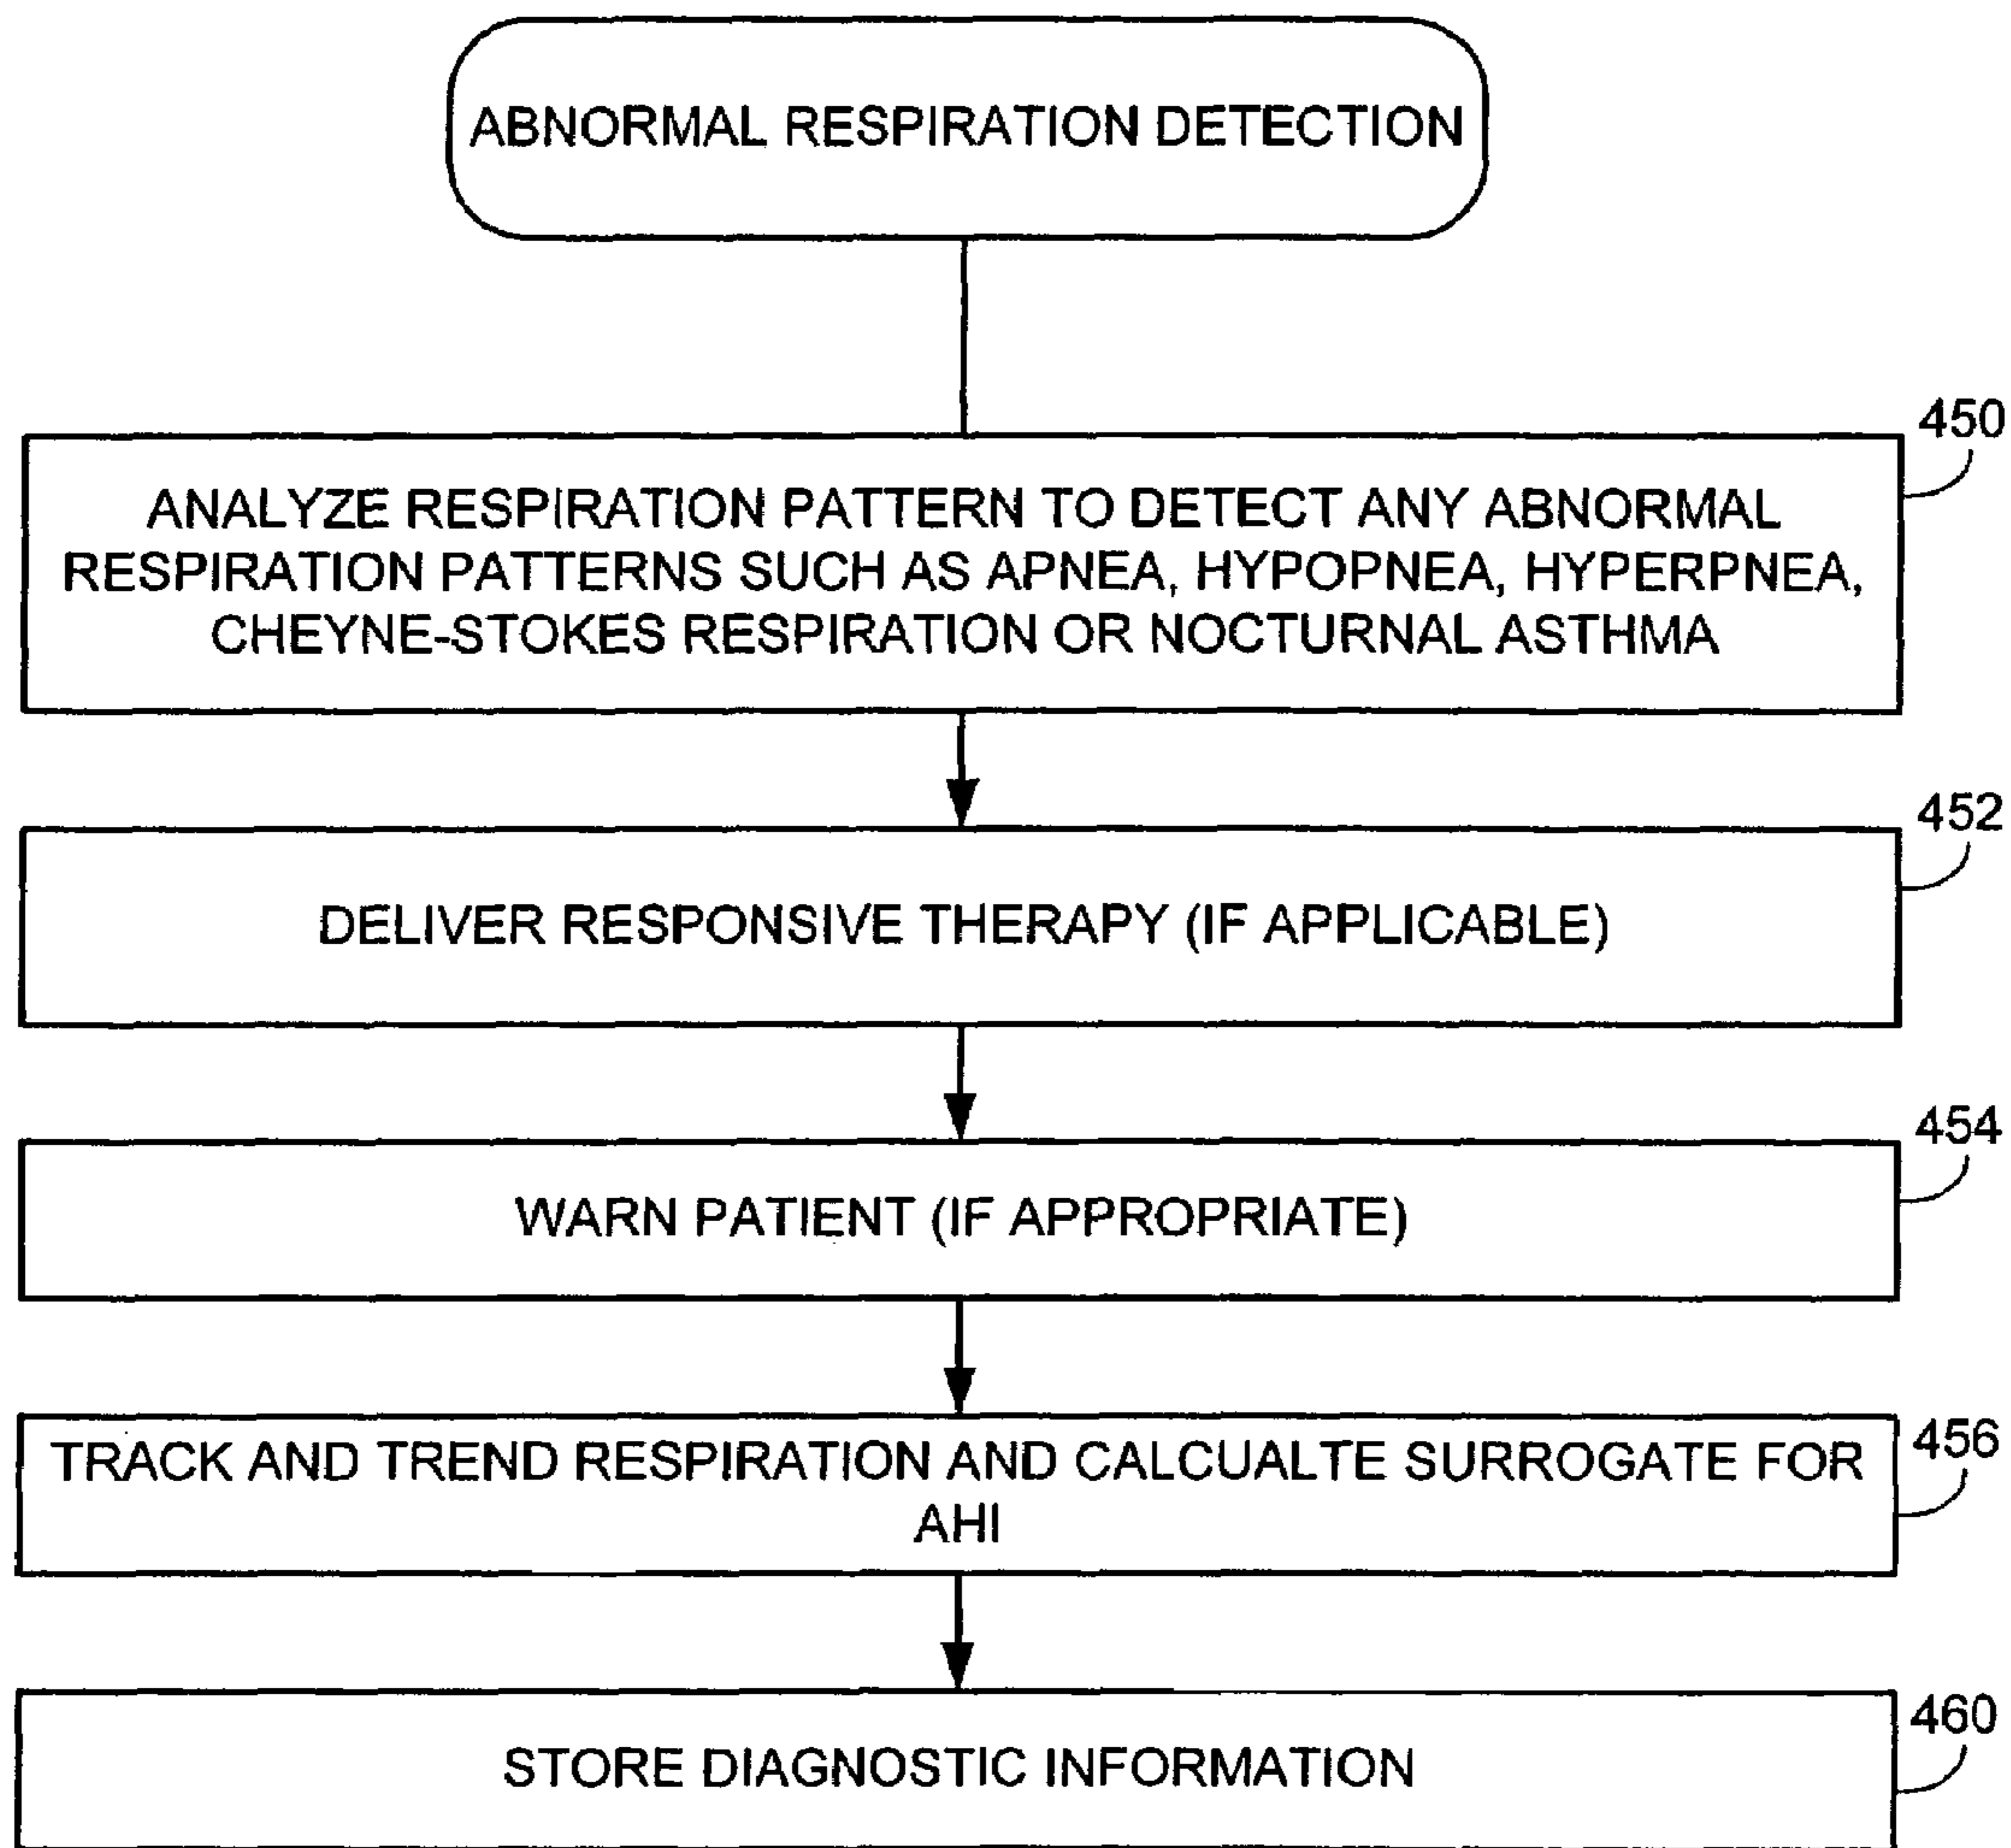 ABNORMAL RESPIRATION DETECTION
450
ANALYZE RESPIRATION PATTERN TO DETECT ANY ABNORMAL
RESPIRATION PATTERNS SUCH AS APNEA, HYPOPNEA, HYPERPNEA,
CHEYNE-STOKES RESPIRATION OR NOCTURNAL ASTHMA
452
DELIVER RESPONSIVE THERAPY (IF APPLICABLE)
454
WARN PATIENT (IF APPROPRIATE)
456
TRACK AND TREND RESPIRATION AND CALCUALTE SURROGATE FOR
AHI
460
STORE DIAGNOSTIC INFORMATION